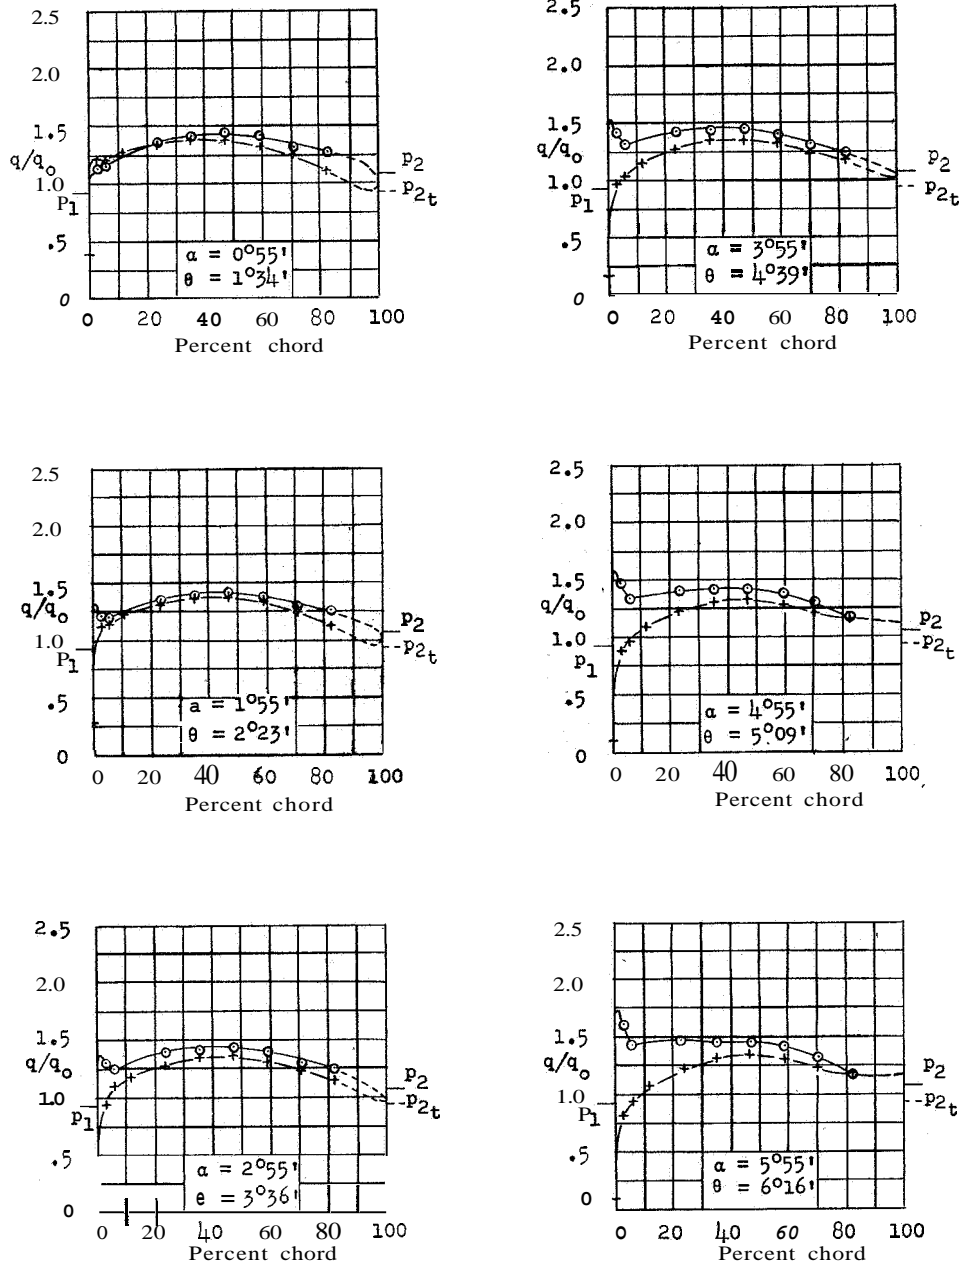 2.5
2.0
1.5
q/qo
1.0
P1
.5
0
p2
p2t
α = 0°55'
θ = 1°34'
0 20 40 60 80 100
Percent chord
2.5
2.0
1.5
q/qo
1.0
P1
.5
0
p2
p2t
α = 3°55'
θ = 4°39'
0 20 40 60 80 100
Percent chord
2.5
2.0
1.5
q/qo
1.0
P1
.5
0
p2
p2t
a = 1°55'
θ = 2°23'
0 20 40 60 80 100
Percent chord
2.5
2.0
1.5
q/qo
1.0
p1
.5
0
p2
p2t
α = 4°55'
θ = 5°09'
0 20 40 60 80 100
Percent chord
2.5
2.0
1.5
q/qo
1.0
p1
.5
0
p2
p2t
α = 2°55'
θ = 3°36'
0 20 40 60 80 100
Percent chord
2.5
2.0
1.5
q/qo
1.0
P1
.5
0
p2
p2t
α = 5°55'
θ = 6°16'
0 20 40 60 80 100
Percent chord